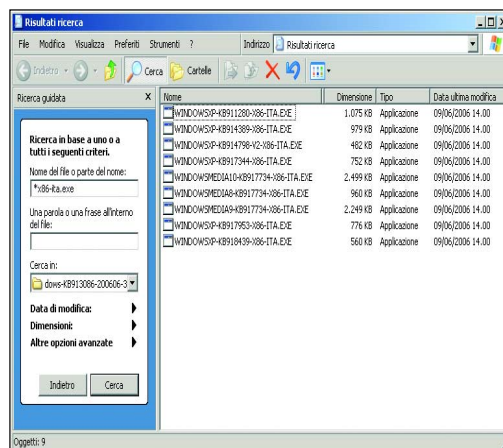 Risultati ricerca
File Modifica Visualizza Preferiti Strumenti ? Indirizzo Risultati ricerca
Indietro Cerca Cartelle
Ricerca guidata x
Ricerca in base a uno o a
tutti i seguenti criteri.
Nome del file o parte del nome:
*x86-ita.exe
Una parola o una frase all'interno
del file:
Cerca in:
dows-KB913086-200606-3
Data di modifica:
Dimensioni:
Altre opzioni avanzate
Indietro Cerca
Nome Dimensione Tipo Data ultima modifica
WINDOWSXP-KB911280-X86-ITA.EXE 1.075 KB Applicazione 09/06/2006 14.00
WINDOWSXP-KB914389-X86-ITA.EXE 979 KB Applicazione 09/06/2006 14.00
WINDOWSXP-KB914798-V2-X86-ITA.EXE 482 KB Applicazione 09/06/2006 14.00
WINDOWSXP-KB917344-X86-ITA.EXE 752 KB Applicazione 09/06/2006 14.00
WINDOWSMEDIA10-KB917734-X86-ITA.EXE 2.499 KB Applicazione 09/06/2006 14.00
WINDOWSMEDIA8-KB917734-X86-ITA.EXE 960 KB Applicazione 09/06/2006 14.00
WINDOWSMEDIA9-KB917734-X86-ITA.EXE 2.249 KB Applicazione 09/06/2006 14.00
WINDOWSXP-KB917953-X86-ITA.EXE 776 KB Applicazione 09/06/2006 14.00
WINDOWSXP-KB918439-X86-ITA.EXE 560 KB Applicazione 09/06/2006 14.00
Oggetti: 9